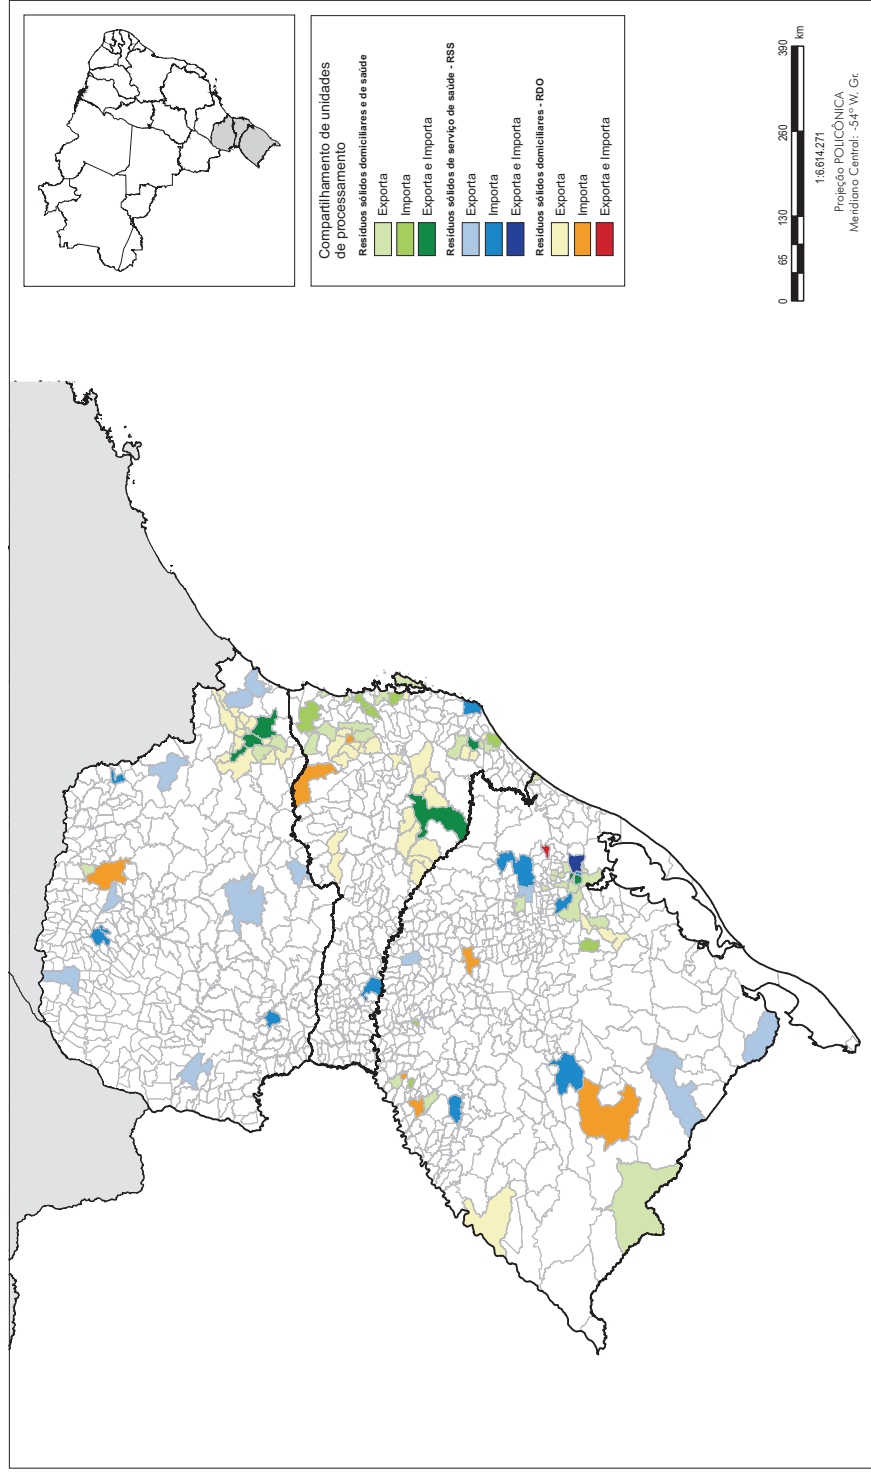 Compartilhamento de unidades
de processamento
Resíduos sólidos domiciliares e de saúde
Exporta
Importa
Exporta e Importa
Resíduos sólidos de serviço de saúde - RSS
Exporta
Importa
Exporta e Importa
Resíduos sólidos domiciliares - RDO
Exporta
Importa
Exporta e Importa
0 65 130 260 390
km
1:6.614.271
Projeção POLICÔNICA
Meridiano Central: -54° W. Gr.